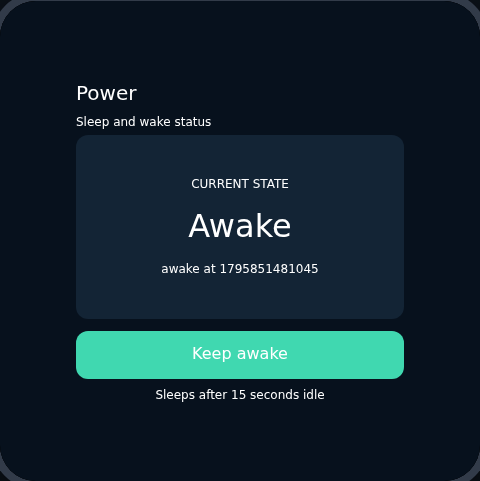 Power
Sleep and wake status
CURRENT STATE
Awake
awake at 1795851481045
Keep awake
Sleeps after 15 seconds idle